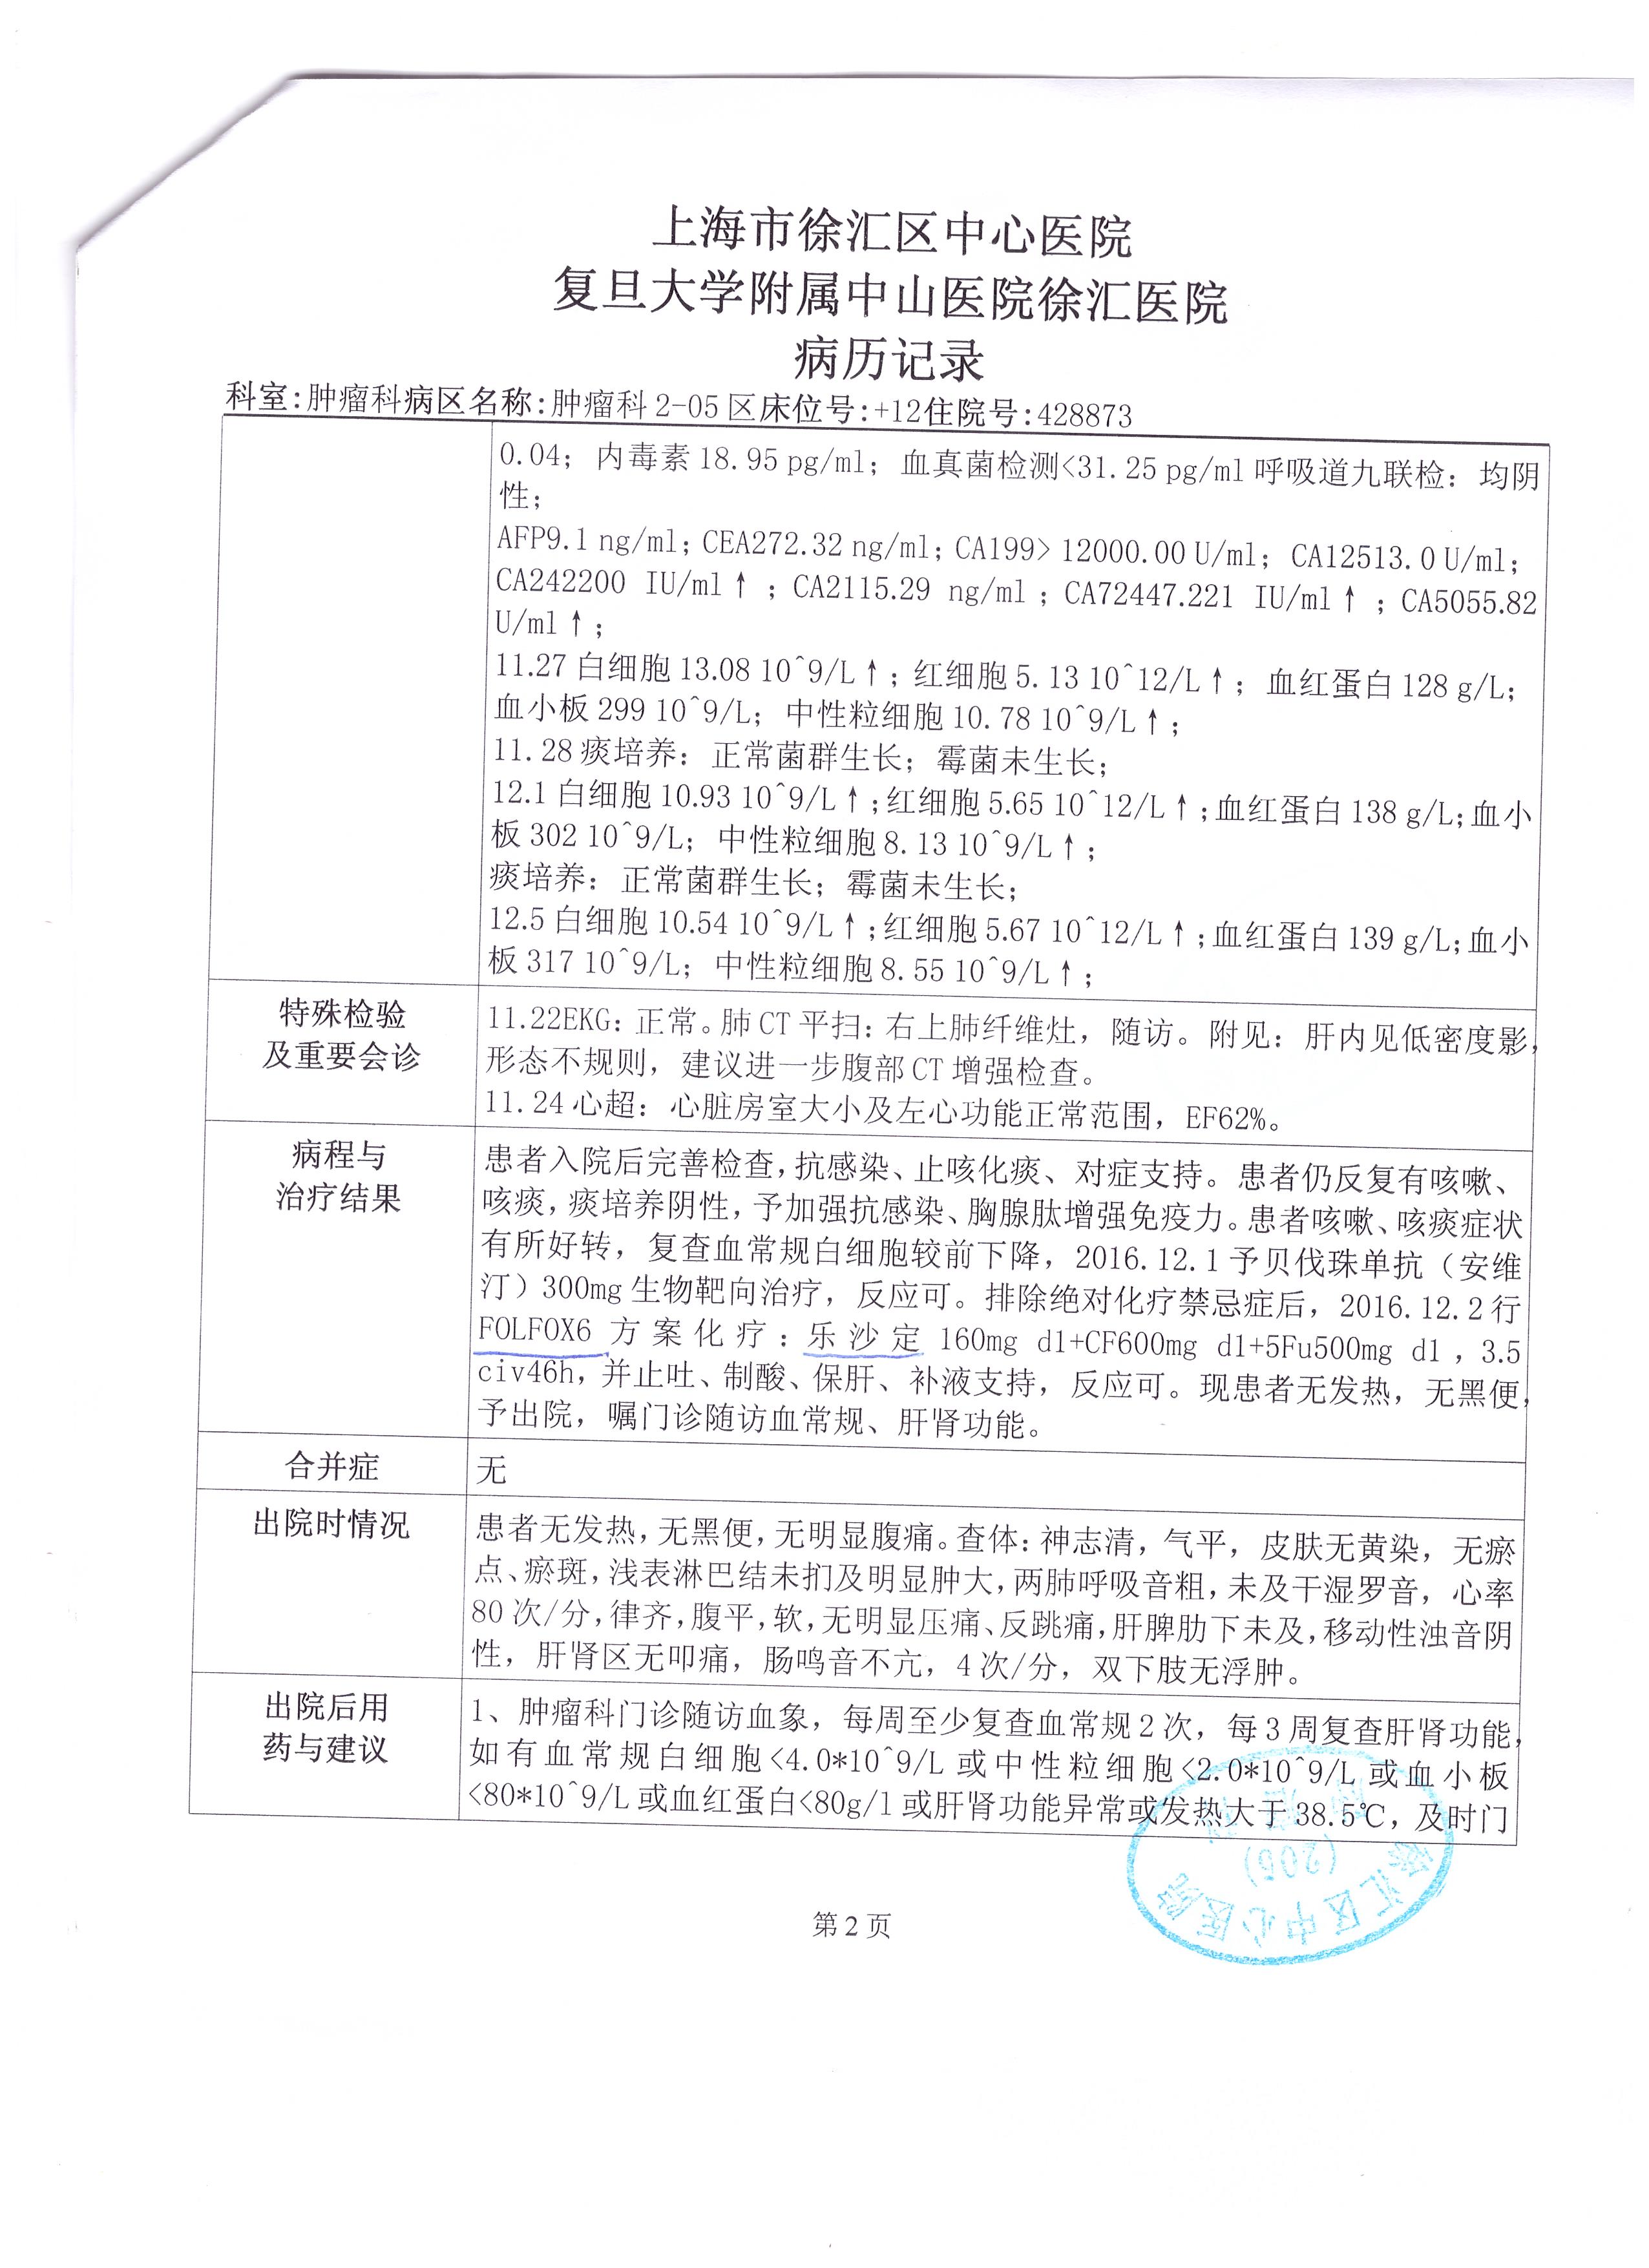 上海市徐汇区中心医院
复旦大学附属中山医院徐汇医院
病历记录
科室:肿瘤科病区名称:肿瘤科2-05区床位号:+12住院号:428873
0.04；内毒素18.95 pg/ml；血真菌检测<31.25 pg/ml 呼吸道九联检：均阴
性；
AFP9.1 ng/ml；CEA272.32 ng/ml；CA199> 12000.00 U/ml； CA12513.0 U/ml；
CA242200 IU/ml↑ ；CA2115.29 ng/ml ；CA72447.221 IU/ml↑ ；CA5055.82
U/ml↑；
11.27 白细胞 13.08 10^9/L↑；红细胞 5.13 10^12/L↑； 血红蛋白 128 g/L；
血小板 299 10^9/L； 中性粒细胞 10.78 10^9/L↑；
11.28 痰培养：正常菌群生长；霉菌未生长；
12.1 白细胞 10.93 10^9/L↑；红细胞 5.65 10^12/L↑；血红蛋白 138 g/L；血小
板 302 10^9/L； 中性粒细胞 8.13 10^9/L↑；
痰培养：正常菌群生长；霉菌未生长；
12.5 白细胞 10.54 10^9/L↑；红细胞 5.67 10^12/L↑；血红蛋白 139 g/L；血小
板 317 10^9/L； 中性粒细胞 8.55 10^9/L↑；
特殊检验
及重要会诊
11.22EKG：正常。肺 CT 平扫：右上肺纤维灶，随访。附见：肝内见低密度影，
形态不规则，建议进一步腹部 CT 增强检查。
11.24 心超：心脏房室大小及左心功能正常范围，EF62%。
病程与
治疗结果
患者入院后完善检查，抗感染、止咳化痰、对症支持。患者仍反复有咳嗽、
咳痰，痰培养阴性，予加强抗感染、胸腺肽增强免疫力。患者咳嗽、咳痰症状
有所好转，复查血常规白细胞较前下降，2016.12.1 予贝伐珠单抗（安维
汀）300mg 生物靶向治疗，反应可。排除绝对化疗禁忌症后，2016.12.2 行
FOLFOX6 方案化疗：乐沙定 160mg d1+CF600mg d1+5Fu500mg d1，3.5
civ46h，并止吐、制酸、保肝、补液支持，反应可。现患者无发热，无黑便，
予出院，嘱门诊随访血常规、肝肾功能。
合并症
无
出院时情况
患者无发热，无黑便，无明显腹痛。查体：神志清，气平，皮肤无黄染，无瘀
点、瘀斑，浅表淋巴结未扪及明显肿大，两肺呼吸音粗，未及干湿罗音，心率
80 次/分，律齐，腹平，软，无明显压痛、反跳痛，肝脾肋下未及，移动性浊音阴
性，肝肾区无叩痛，肠鸣音不亢，4 次/分，双下肢无浮肿。
出院后用
药与建议
1、肿瘤科门诊随访血象，每周至少复查血常规 2 次，每 3 周复查肝肾功能，
如有血常规白细胞<4.0*10^9/L 或中性粒细胞<2.0*10^9/L 或血小板
<80*10^9/L 或血红蛋白<80g/l 或肝肾功能异常或发热大于 38.5℃，及时门
(206)
徐汇区中心医院
第 2 页